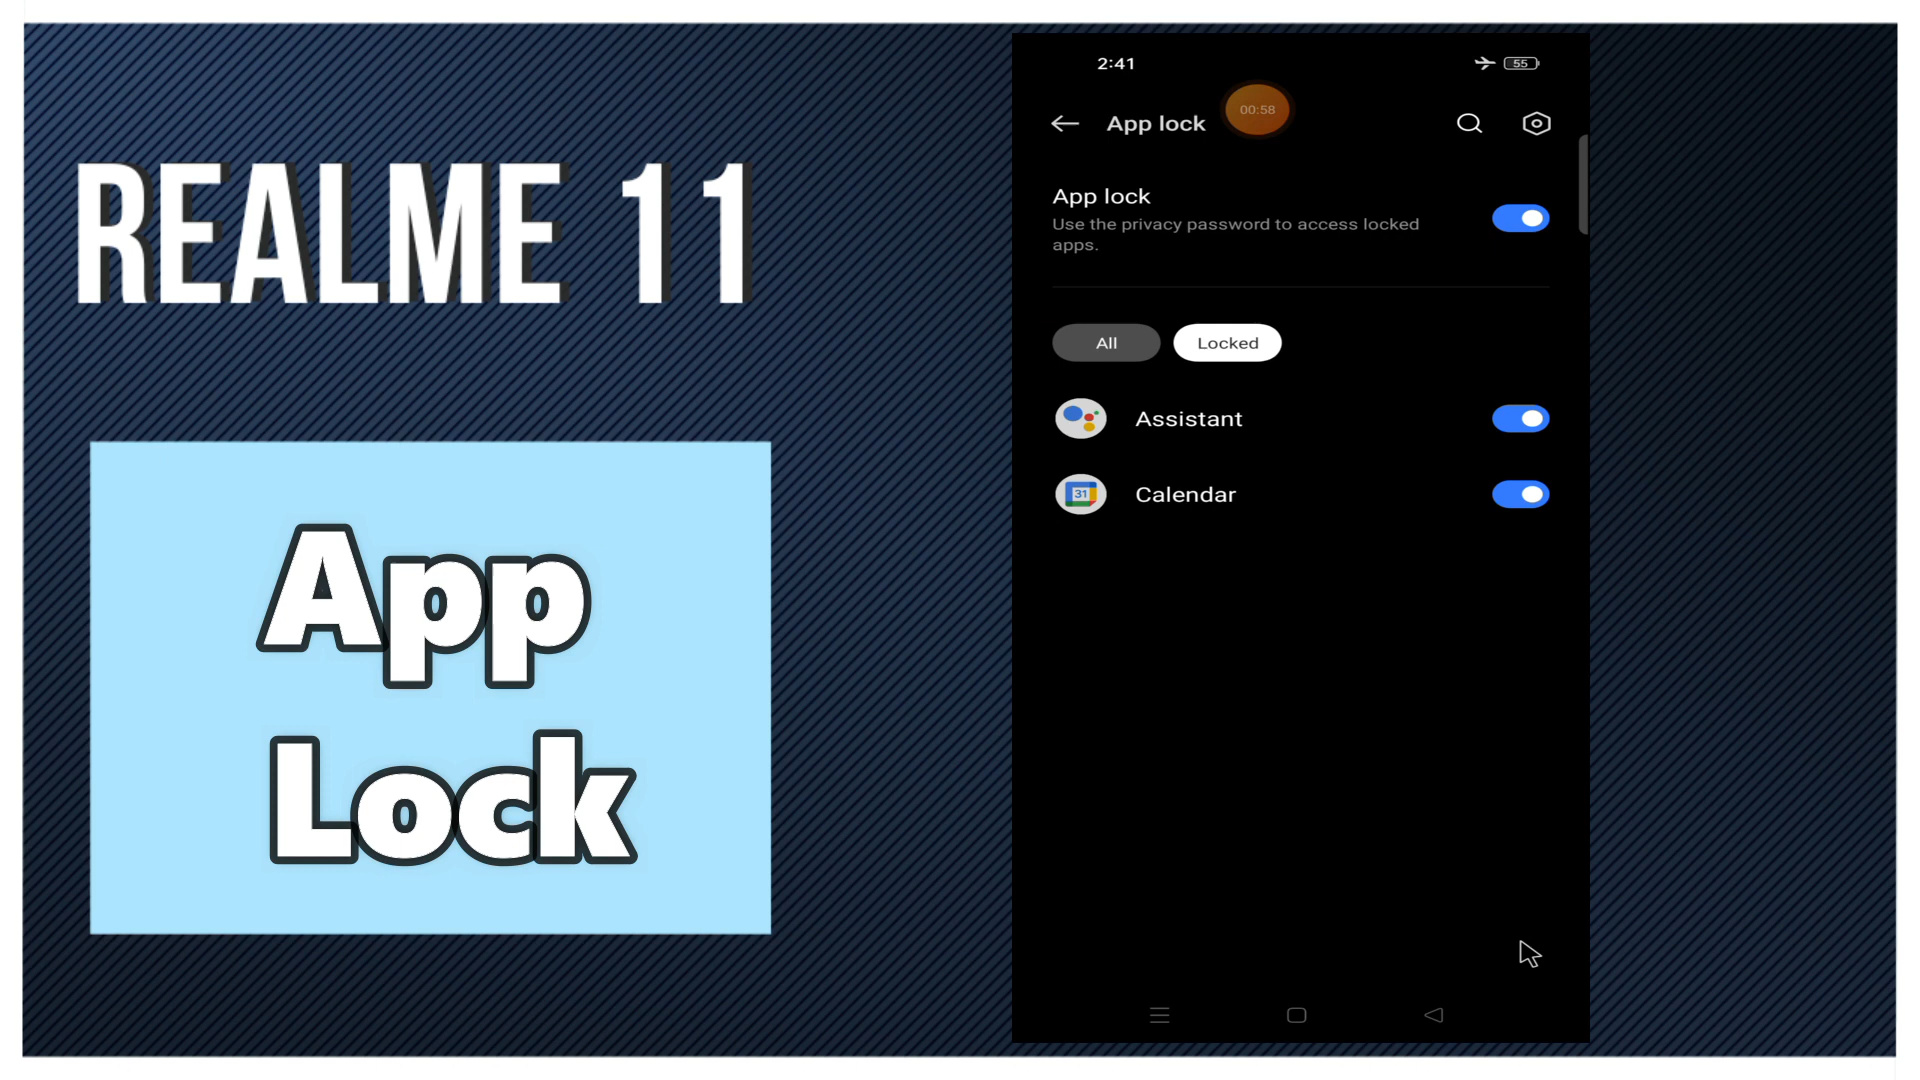 REALME 11
App
Lock
2:41
55
00:58
App lock
App lock
Use the privacy password to access locked
apps.
All
Locked
Assistant
31
Calendar